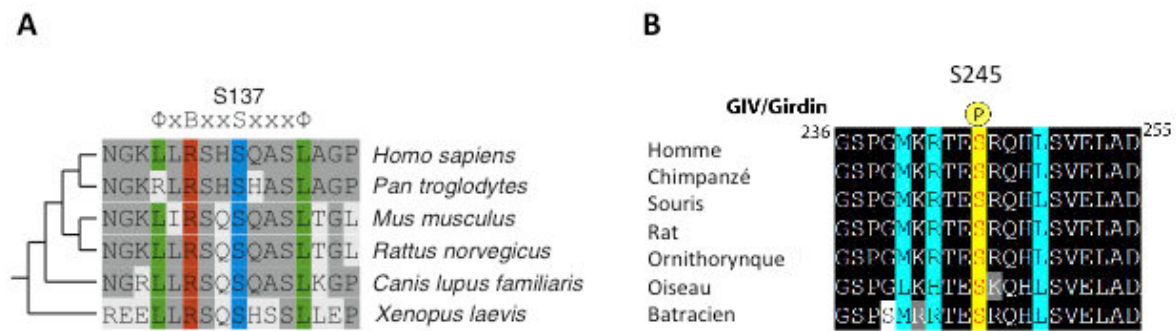 A
B
S137
ΦxBxxSxxxΦ
NGKLLRSHSQASLAGP Homo sapiens
NGKRLRSHSHASLAGP Pan troglodytes
NGKLIRSQSQASLTGL Mus musculus
NGKLLRSQSQASLTGL Rattus norvegicus
NGRLLRSQSQASLKGP Canis lupus familiaris
REELLRSQSHSSLLEP Xenopus laevis
S245
GIV/Girdin
P
236 255
Homme GSPGMKRTESRQHLSVELAD
Chimpanzé GSPGMKRTESRQHLSVELAD
Souris GSPGMKRTESRQHLSVELAD
Rat GSPGMKRTESRQHLSVELAD
Ornithorynque GSPGMKRTESRQHLSVELAD
Oiseau GSPGLKRTESKQHLSVELAD
Batracien GSPSMRRTESRQHLSVELAD